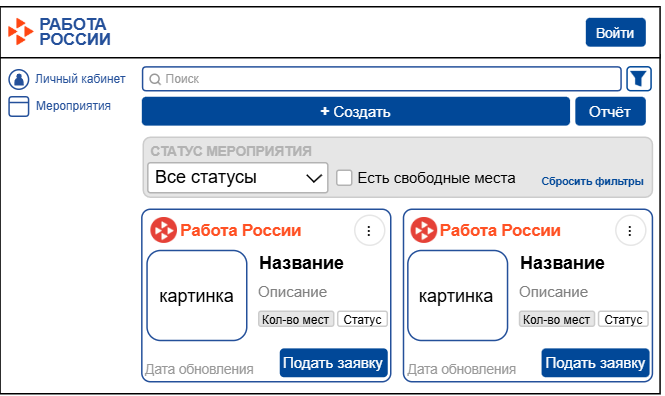 РАБОТА
РОССИИ
Войти
Личный кабинет
Мероприятия
Поиск
+ Создать
Отчёт
СТАТУС МЕРОПРИЯТИЯ
Все статусы
Есть свободные места
Сбросить фильтры
Работа России
картинка
Название
Описание
Кол-во мест
Статус
Дата обновления
Подать заявку
Работа России
картинка
Название
Описание
Кол-во мест
Статус
Дата обновления
Подать заявку